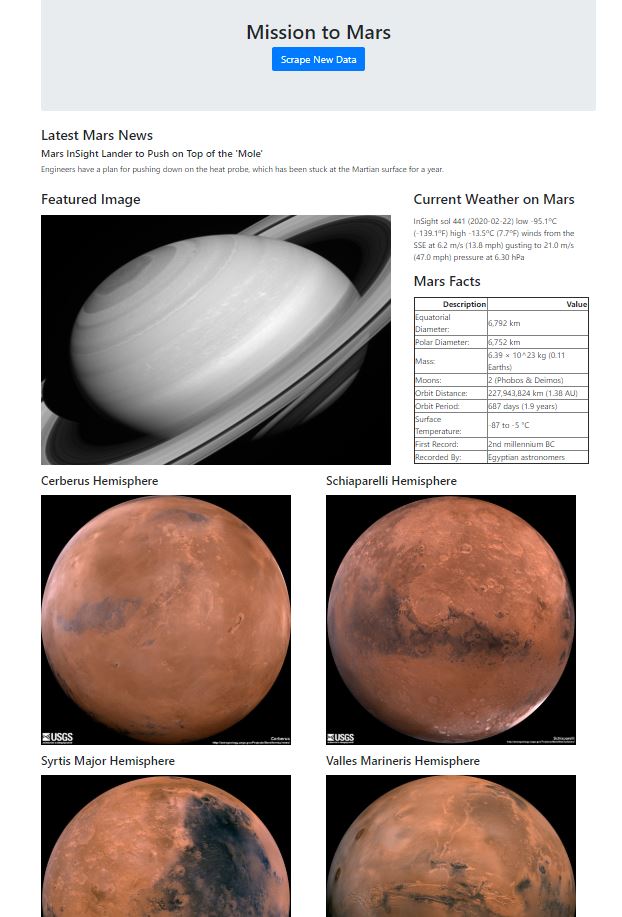 Mission to Mars
Scrape New Data
Latest Mars News
Mars InSight Lander to Push on Top of the 'Mole'
Engineers have a plan for pushing down on the heat probe, which has been stuck at the Martian surface for a year.
Featured Image
Current Weather on Mars
InSight sol 441 (2020-02-22) low -95.1ºC
(-139.1ºF) high -13.5ºC (7.7ºF) winds from the
SSE at 6.2 m/s (13.8 mph) gusting to 21.0 m/s
(47.0 mph) pressure at 6.30 hPa
Mars Facts
Description Value
Equatorial
Diameter: 6,792 km
Polar Diameter: 6,752 km
Mass: 6.39 × 10^23 kg (0.11
Earths)
Moons: 2 (Phobos & Deimos)
Orbit Distance: 227,943,824 km (1.38 AU)
Orbit Period: 687 days (1.9 years)
Surface
Temperature: -87 to -5 °C
First Record: 2nd millennium BC
Recorded By: Egyptian astronomers
Cerberus Hemisphere
Schiaparelli Hemisphere
USGS
Cerberus
USGS
Schiaparelli
Syrtis Major Hemisphere
Valles Marineris Hemisphere